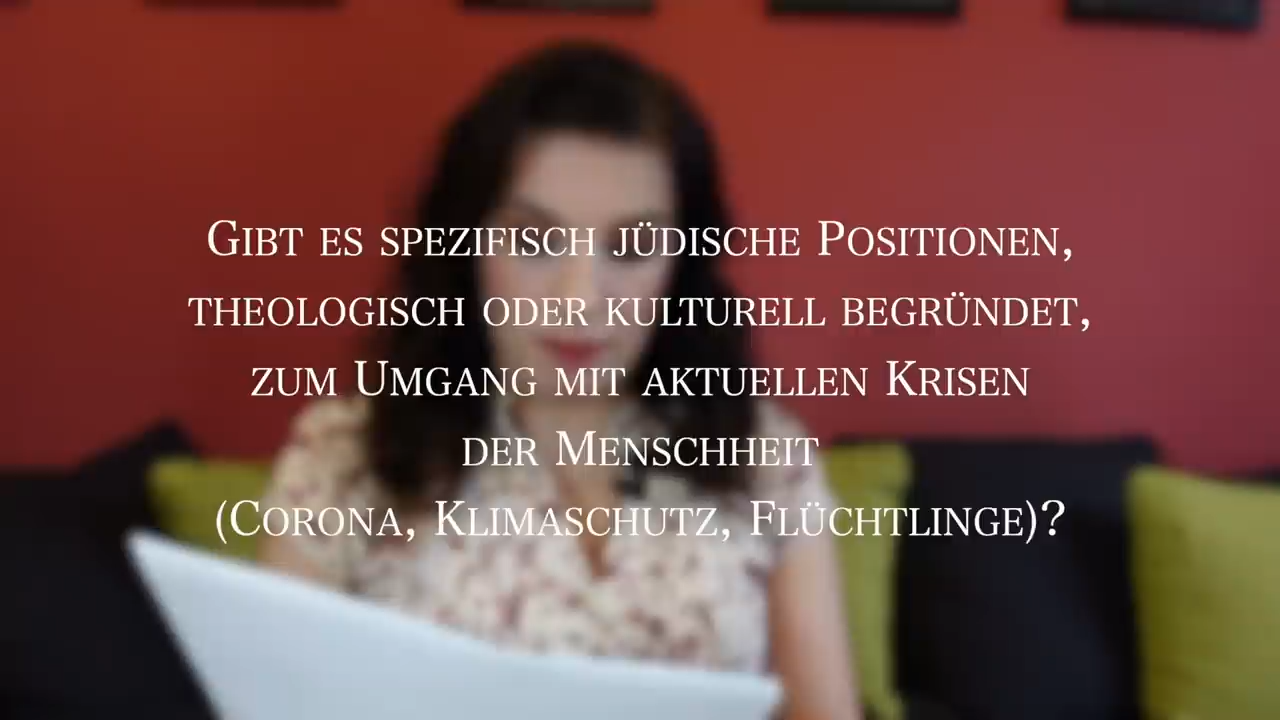 Gibt es spezifisch jüdische Positionen,
theologisch oder kulturell begründet,
zum Umgang mit aktuellen Krisen
der Menschheit
(Corona, Klimaschutz, Flüchtlinge)?